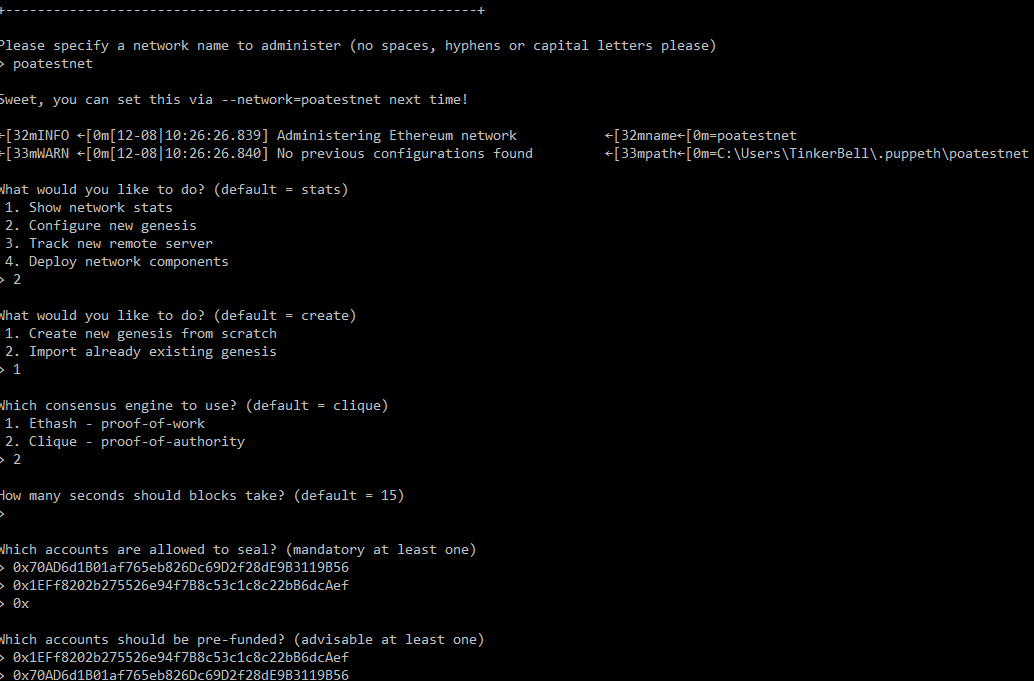 +-----------------------------------------------------------+
Please specify a network name to administer (no spaces, hyphens or capital letters please)
> poatestnet
Sweet, you can set this via --network=poatestnet next time!
←[32mINFO ←[0m[12-08|10:26:26.839] Administering Ethereum network ←[32mname←[0m=poatestnet
←[33mWARN ←[0m[12-08|10:26:26.840] No previous configurations found ←[33mpath←[0m=C:\Users\TinkerBell\.puppeth\poatestnet
What would you like to do? (default = stats)
1. Show network stats
2. Configure new genesis
3. Track new remote server
4. Deploy network components
> 2
What would you like to do? (default = create)
1. Create new genesis from scratch
2. Import already existing genesis
> 1
Which consensus engine to use? (default = clique)
1. Ethash - proof-of-work
2. Clique - proof-of-authority
> 2
How many seconds should blocks take? (default = 15)
>
Which accounts are allowed to seal? (mandatory at least one)
> 0x70AD6d1B01af765eb826Dc69D2f28dE9B3119B56
> 0x1EFf8202b275526e94f7B8c53c1c8c22bB6dcAef
> 0x
Which accounts should be pre-funded? (advisable at least one)
> 0x1EFf8202b275526e94f7B8c53c1c8c22bB6dcAef
> 0x70AD6d1B01af765eb826Dc69D2f28dE9B3119B56